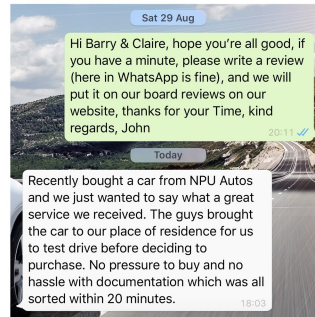 Sat 29 Aug
Hi Barry & Claire, hope you're all good, if
you have a minute, please write a review
(here in WhatsApp is fine), and we will
put it on our board reviews on our
website, thanks for your Time, kind
regards, John
20:11
Today
Recently bought a car from NPU Autos
and we just wanted to say what a great
service we received. The guys brought
the car to our place of residence for us
to test drive before deciding to
purchase. No pressure to buy and no
hassle with documentation which was all
sorted within 20 minutes.
18:03